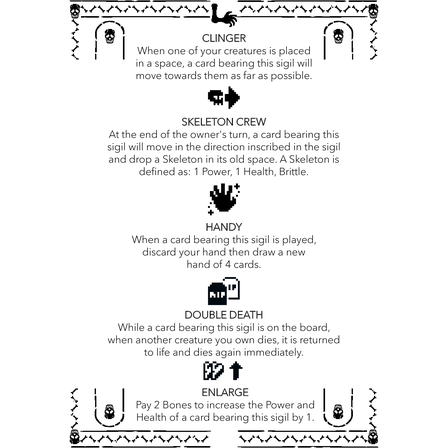 CLINGER
When one of your creatures is placed
in a space, a card bearing this sigil will
move towards them as far as possible.
SKELETON CREW
At the end of the owner's turn, a card bearing this
sigil will move in the direction inscribed in the sigil
and drop a Skeleton in its old space. A Skeleton is
defined as: 1 Power, 1 Health, Brittle.
HANDY
When a card bearing this sigil is played,
discard your hand then draw a new
hand of 4 cards.
RIP
RIP
DOUBLE DEATH
While a card bearing this sigil is on the board,
when another creature you own dies, it is returned
to life and dies again immediately.
ENLARGE
Pay 2 Bones to increase the Power and
Health of a card bearing this sigil by 1.